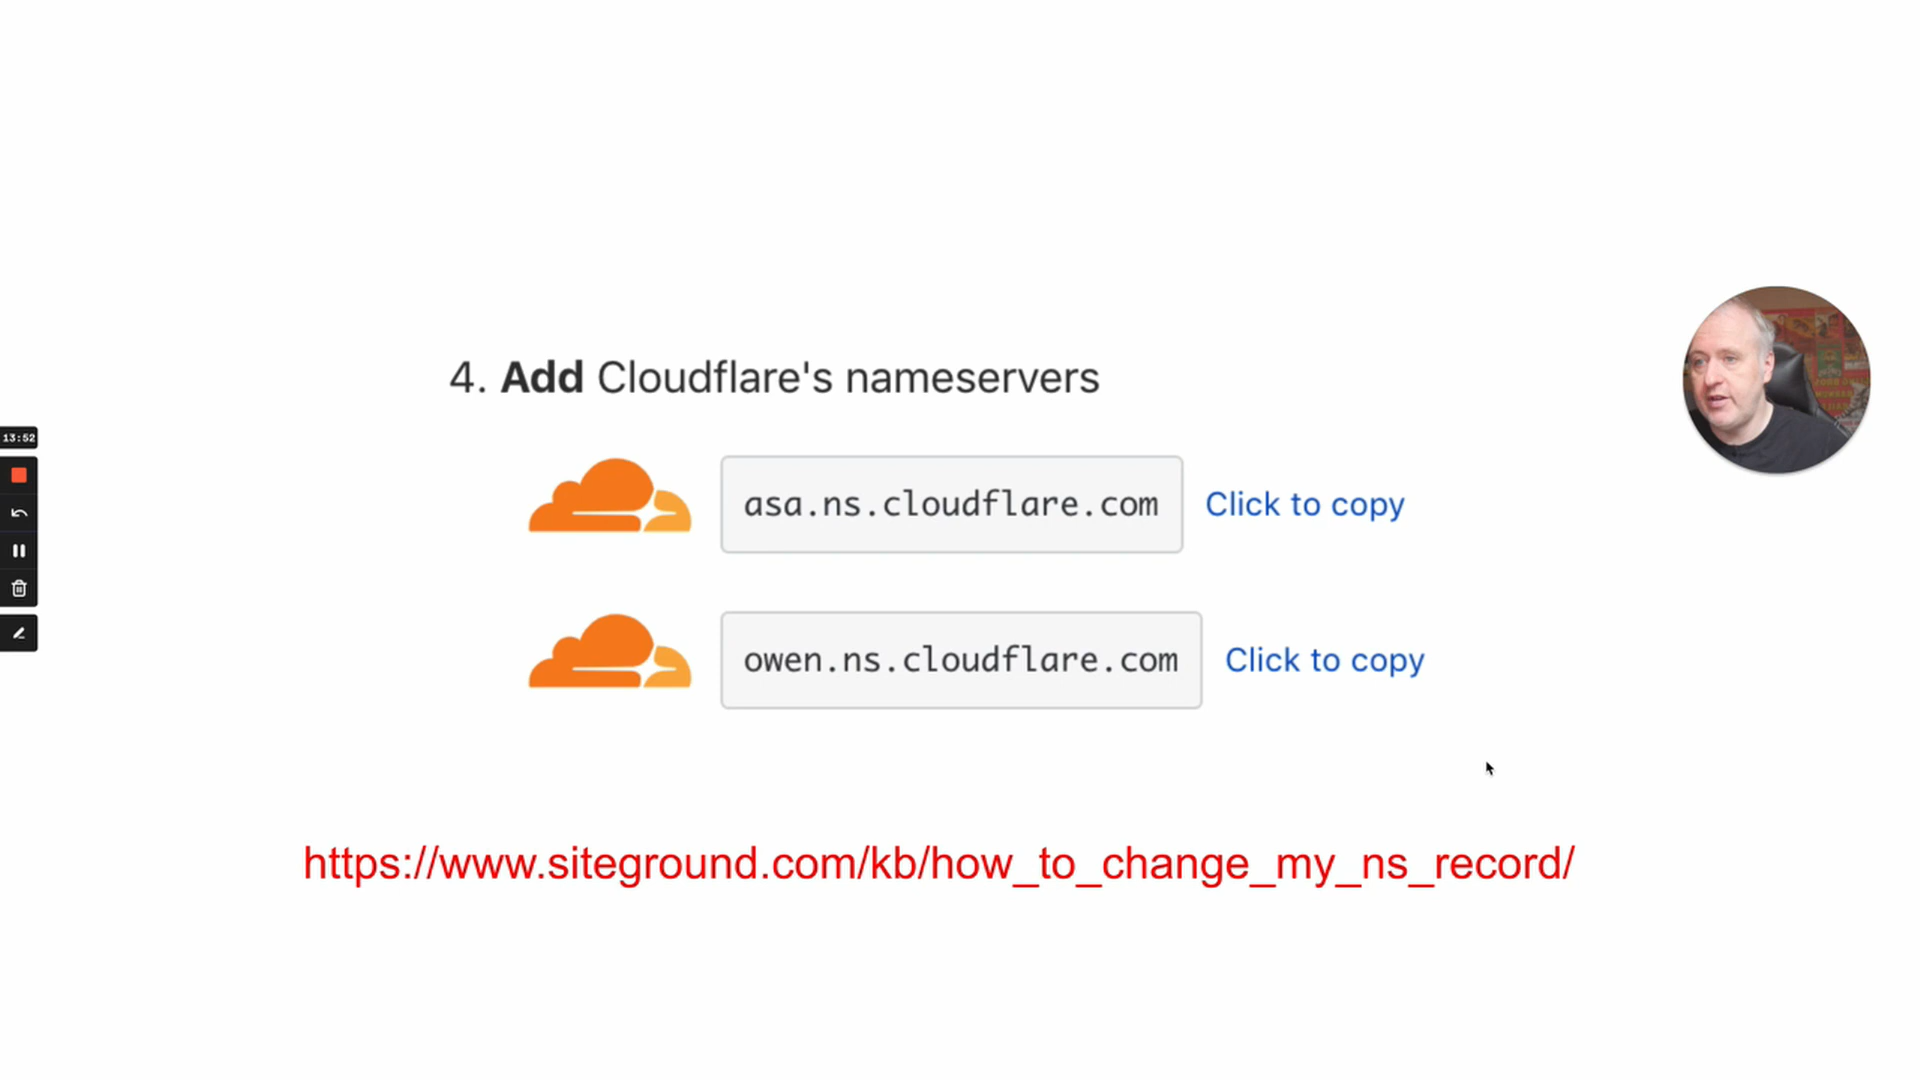 4. Add Cloudflare's nameservers
13:52
asa.ns.cloudflare.com Click to copy
owen.ns.cloudflare.com Click to copy
https://www.siteground.com/kb/how_to_change_my_ns_record/